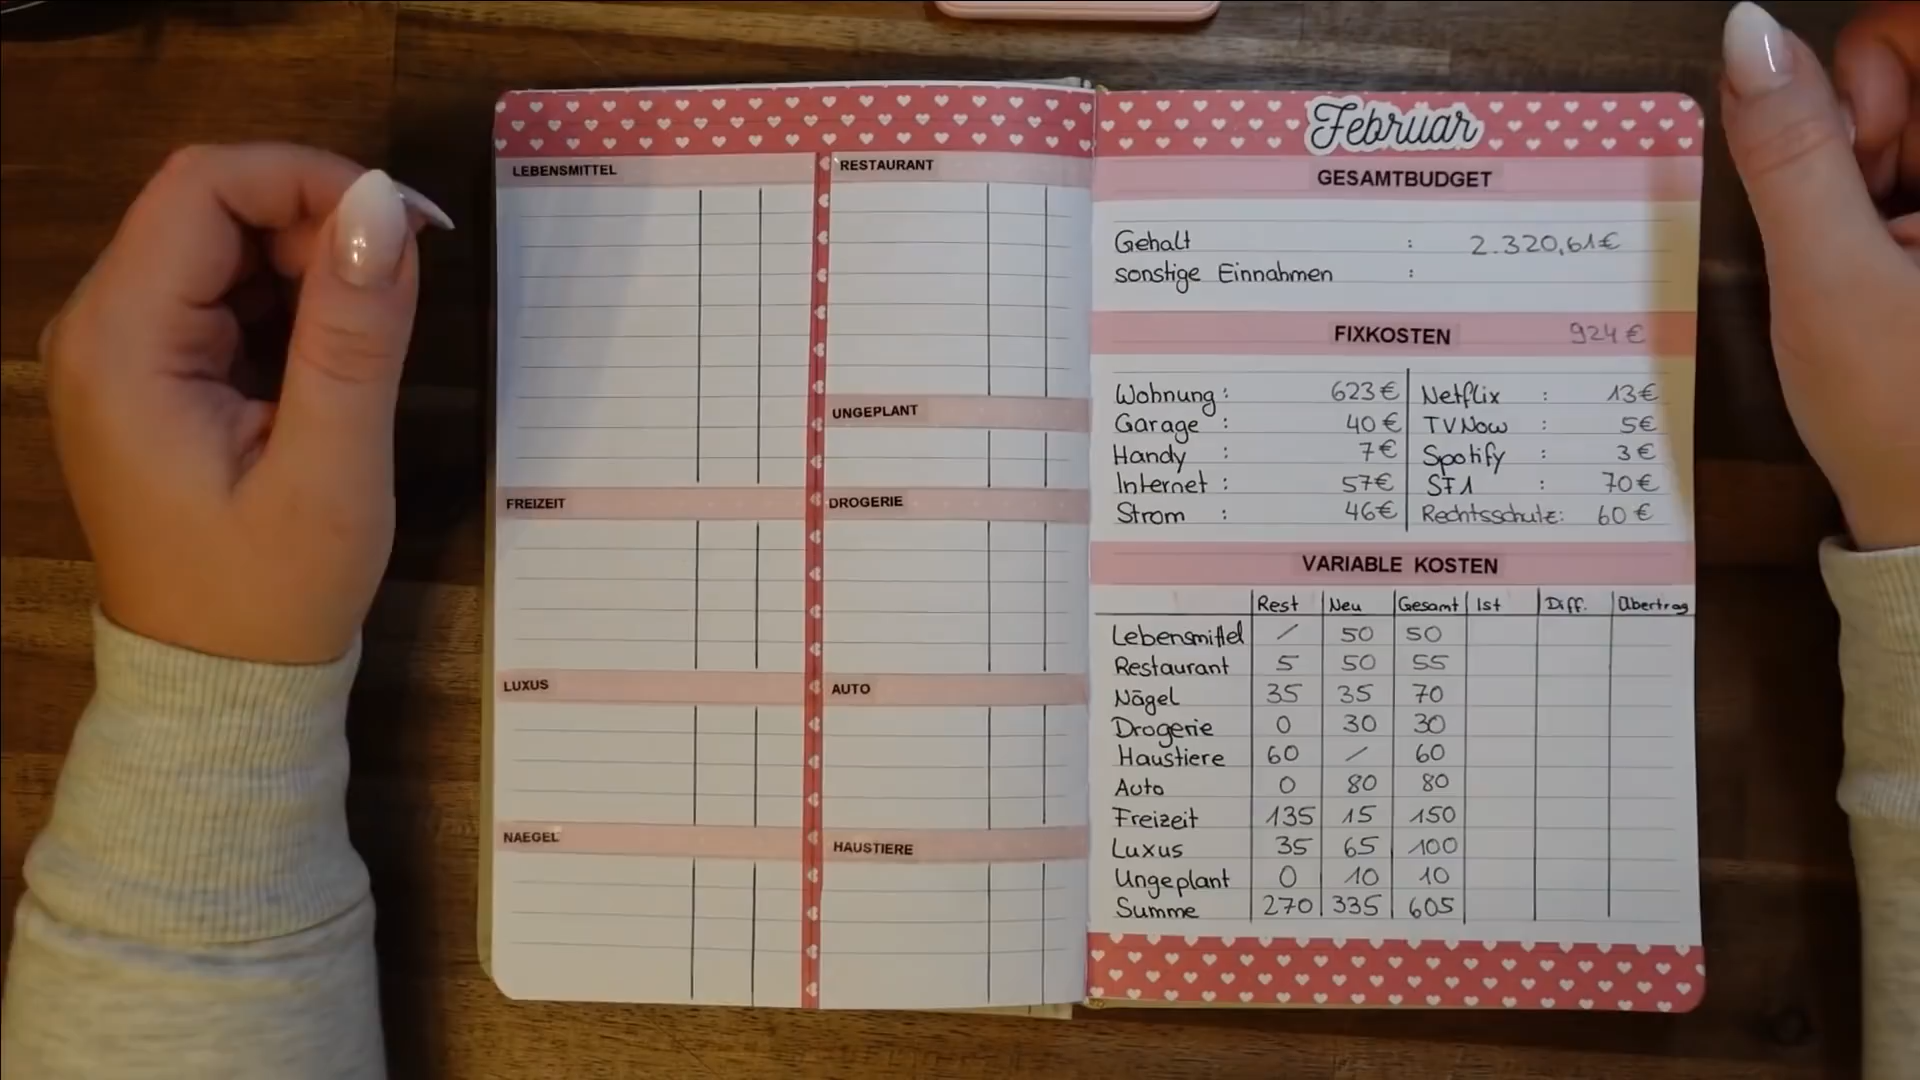 LEBENSMITTEL
FREIZEIT
LUXUS
NAEGEL
RESTAURANT
UNGEPLANT
DROGERIE
AUTO
HAUSTIERE
Februar
GESAMTBUDGET
Gehalt : 2.320,61€
sonstige Einnahmen :
FIXKOSTEN 924€
Wohnung: 623€ Netflix : 13€
Garage : 40€ TVNow : 5€
Handy : 7€ Spotify : 3€
Internet : 57€ SF1 : 70€
Strom : 46€ Rechtsschutz: 60€
VARIABLE KOSTEN
Rest Neu Gesamt Ist Diff. Übertrag
Lebensmittel / 50 50
Restaurant 5 50 55
Nägel 35 35 70
Drogerie 0 30 30
Haustiere 60 / 60
Auto 0 80 80
Freizeit 135 15 150
Luxus 35 65 100
Ungeplant 0 10 10
Summe 270 335 605